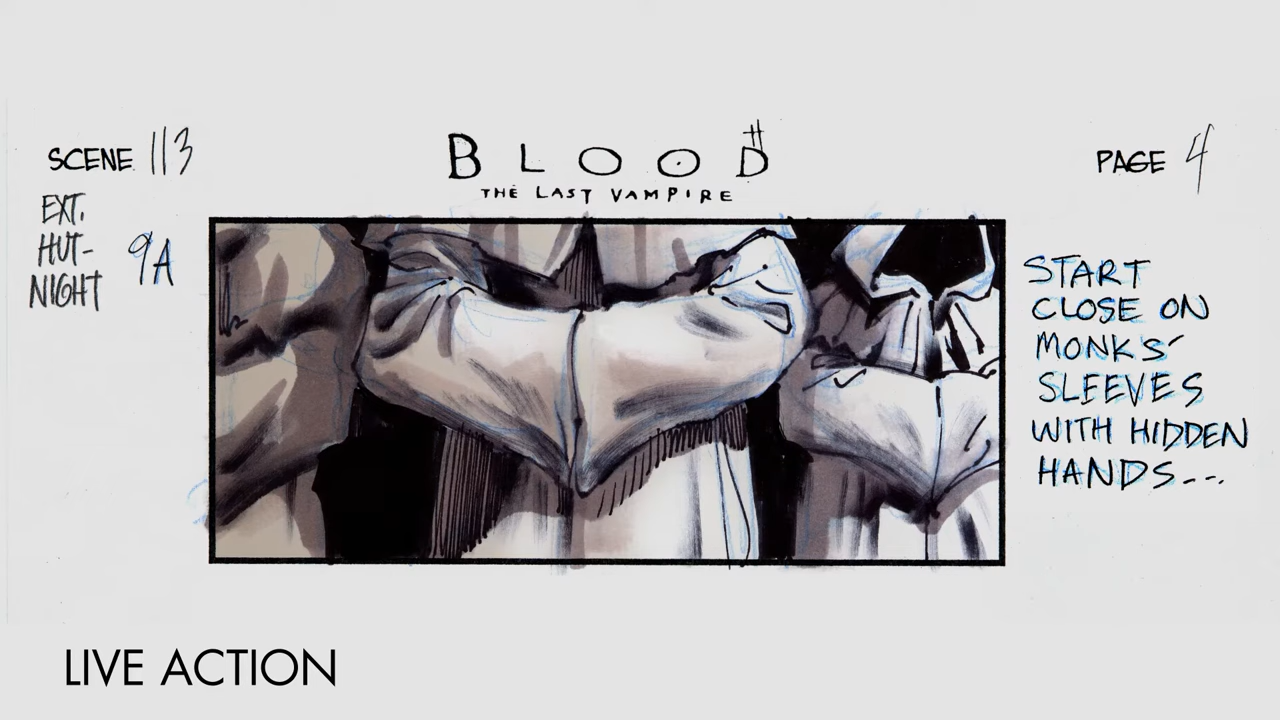 SCENE 113
EXT.
HUT-
NIGHT
9A
BLOOD
THE LAST VAMPIRE
PAGE 4
START
CLOSE ON
MONKS'
SLEEVES
WITH HIDDEN
HANDS---
LIVE ACTION